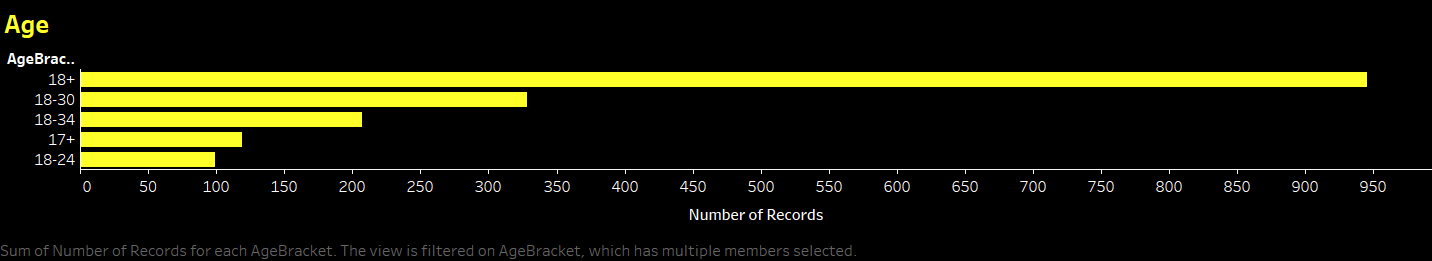 Age
AgeBrac..
18+
18-30
18-34
17+
18-24
0 50 100 150 200 250 300 350 400 450 500 550 600 650 700 750 800 850 900 950
Number of Records
Sum of Number of Records for each AgeBracket. The view is filtered on AgeBracket, which has multiple members selected.